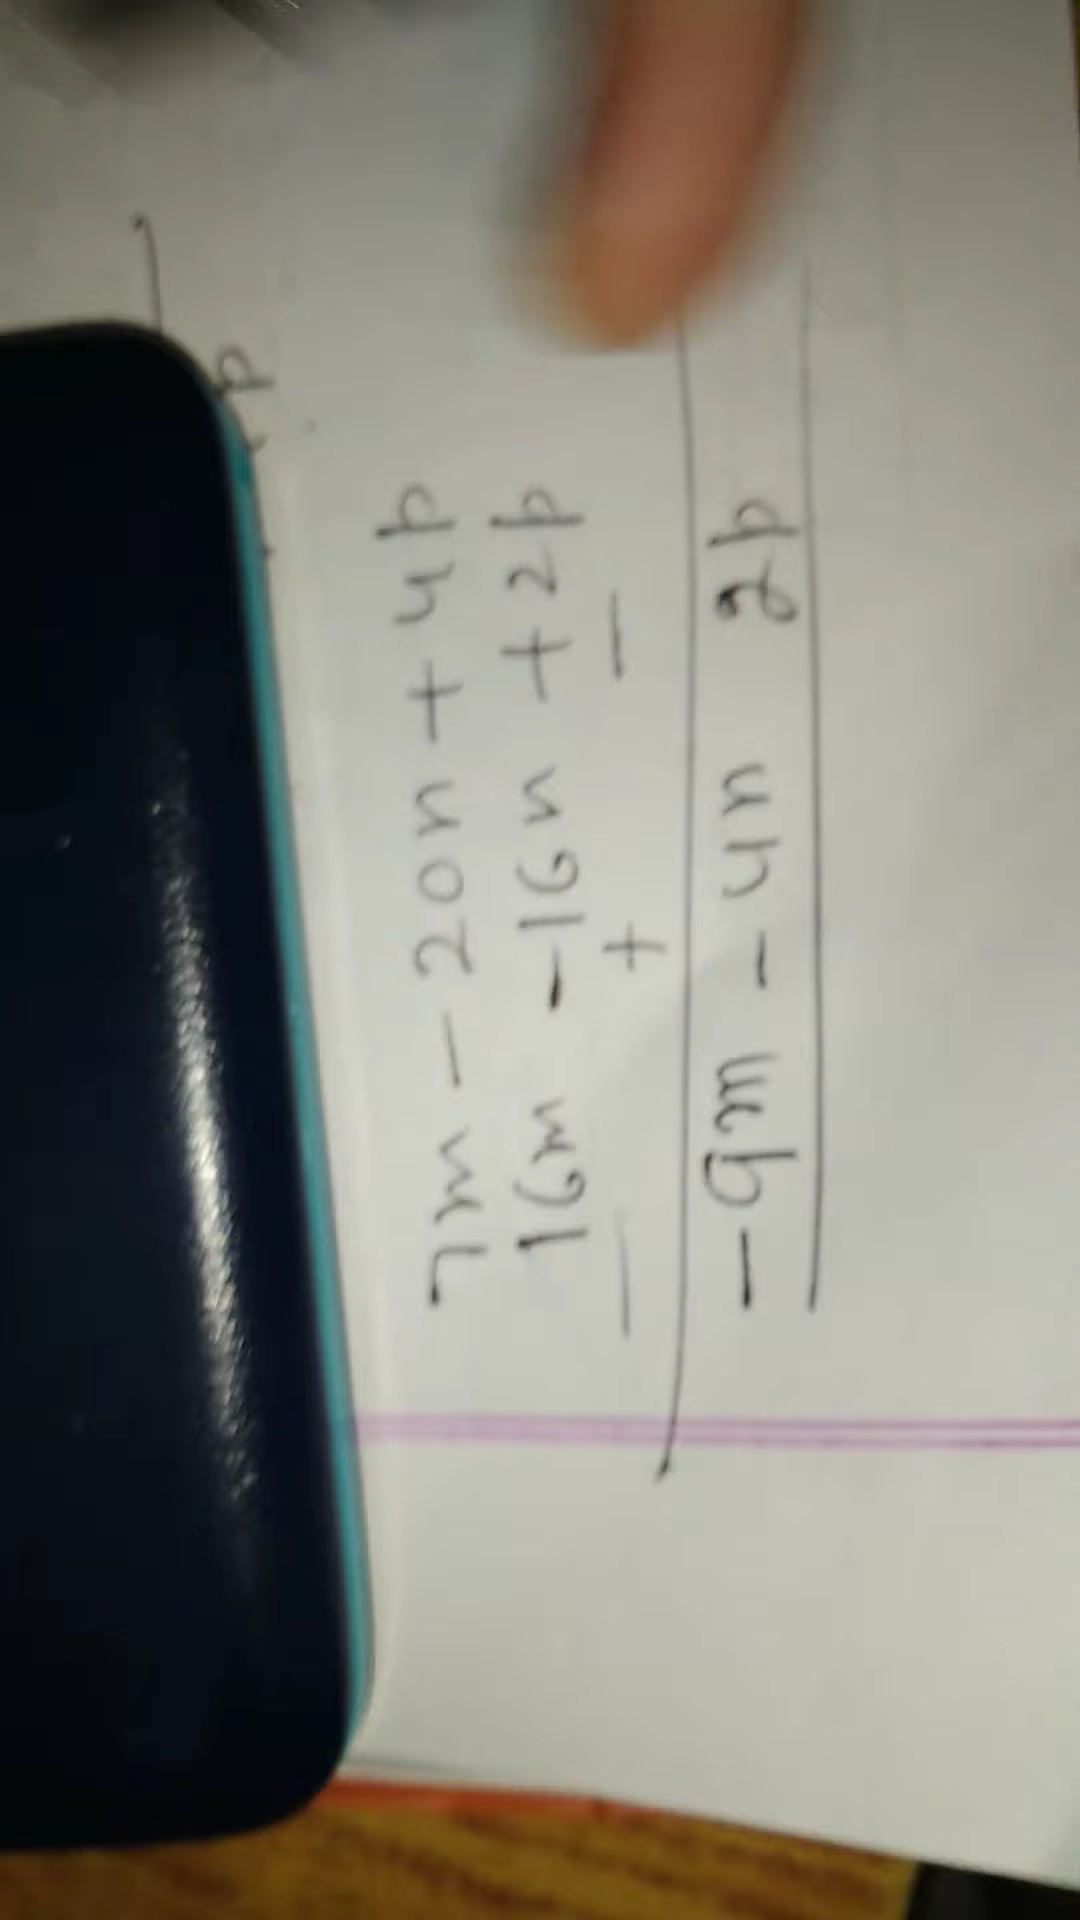 p
7m - 20n + 4p
16m - 16n + 2p
- + -
-9m - 4n 2p